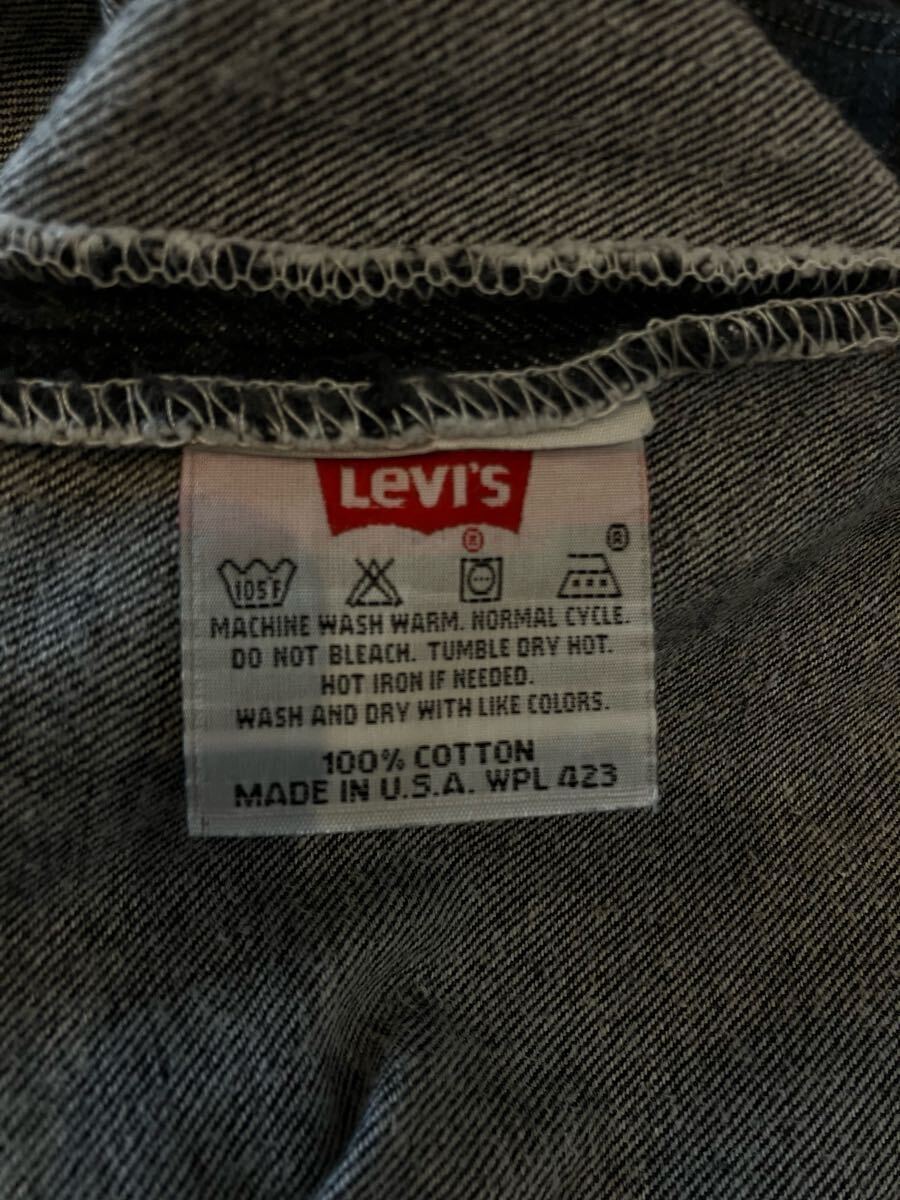 Levi's
®
®
105F
MACHINE WASH WARM. NORMAL CYCLE.
DO NOT BLEACH. TUMBLE DRY HOT.
HOT IRON IF NEEDED.
WASH AND DRY WITH LIKE COLORS.
100% COTTON
MADE IN U.S.A. WPL 423